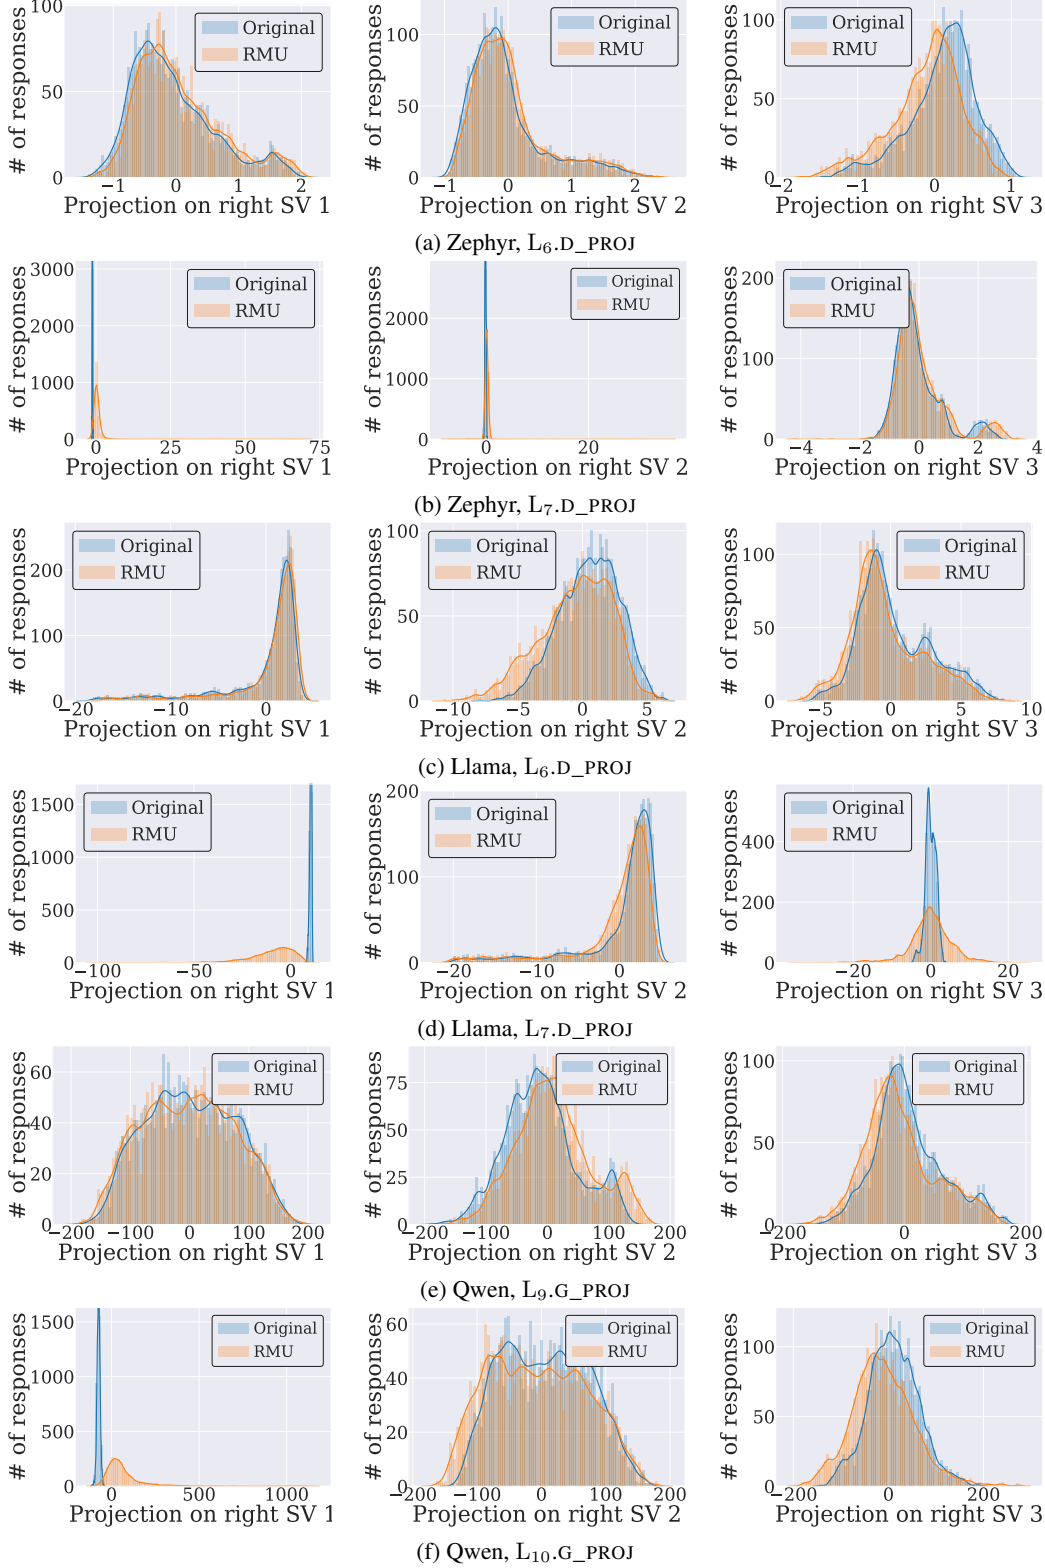 # of responses
100
50
0
−1 0 1 2
Projection on right SV 1
Original
RMU
# of responses
100
50
0
−1 0 1 2
Projection on right SV 2
Original
RMU
# of responses
100
50
0
−2 −1 0 1
Projection on right SV 3
Original
RMU
(a) Zephyr, L₆.D_PROJ
# of responses
3000
2000
1000
0
0 25 50 75
Projection on right SV 1
Original
RMU
# of responses
2000
1000
0
0 20
Projection on right SV 2
Original
RMU
# of responses
200
100
0
−4 −2 0 2 4
Projection on right SV 3
Original
RMU
(b) Zephyr, L₇.D_PROJ
# of responses
200
100
0
−20 −10 0
Projection on right SV 1
Original
RMU
# of responses
100
50
0
−10 −5 0 5
Projection on right SV 2
Original
RMU
# of responses
100
50
0
−5 0 5 10
Projection on right SV 3
Original
RMU
(c) Llama, L₆.D_PROJ
# of responses
1500
1000
500
0
−100 −50 0
Projection on right SV 1
Original
RMU
# of responses
200
100
0
−20 −10 0
Projection on right SV 2
Original
RMU
# of responses
400
200
0
−20 0 20
Projection on right SV 3
Original
RMU
(d) Llama, L₇.D_PROJ
# of responses
60
40
20
0
−200 −100 0 100 200
Projection on right SV 1
Original
RMU
# of responses
75
50
25
0
−200 −100 0 100 200
Projection on right SV 2
Original
RMU
# of responses
100
50
0
−200 0 200
Projection on right SV 3
Original
RMU
(e) Qwen, L₉.G_PROJ
# of responses
1500
1000
500
0
0 500 1000
Projection on right SV 1
Original
RMU
# of responses
60
40
20
0
−200 −100 0 100 200
Projection on right SV 2
Original
RMU
# of responses
100
50
0
−200 0 200
Projection on right SV 3
Original
RMU
(f) Qwen, L₁₀.G_PROJ